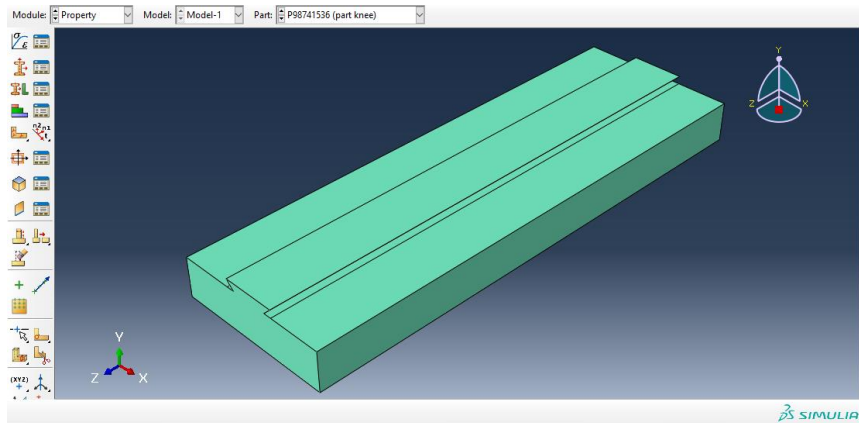 Module: Property Model: Model-1 Part: P98741536 (part knee)
Y
Z X
Y
Z X
(XYZ)
SIMULIA